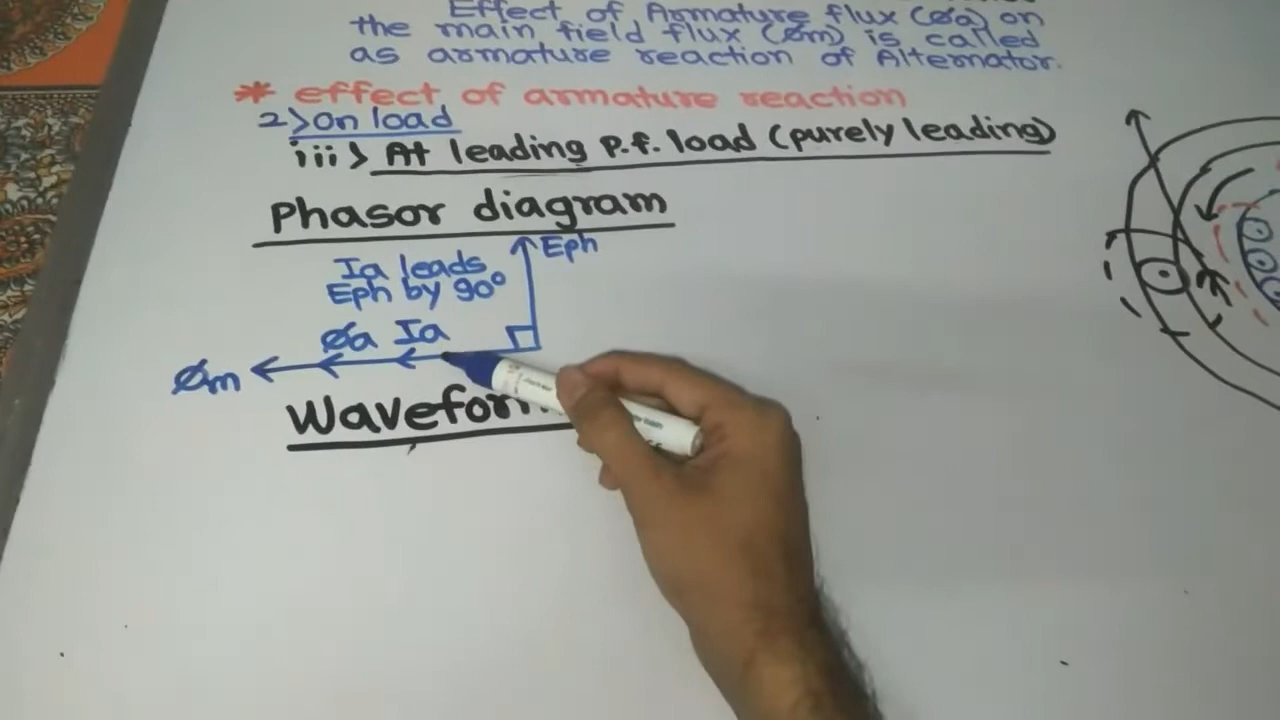 Effect of Armature flux (Øa) on
the main field flux (Øm) is called
as armature reaction of Alternator.
* effect of armature reaction
2> On load
iii> At leading p.f. load (purely leading)
Phasor diagram
Eph
Ia leads
Eph by 90°
Øa Ia
Øm
Waveform